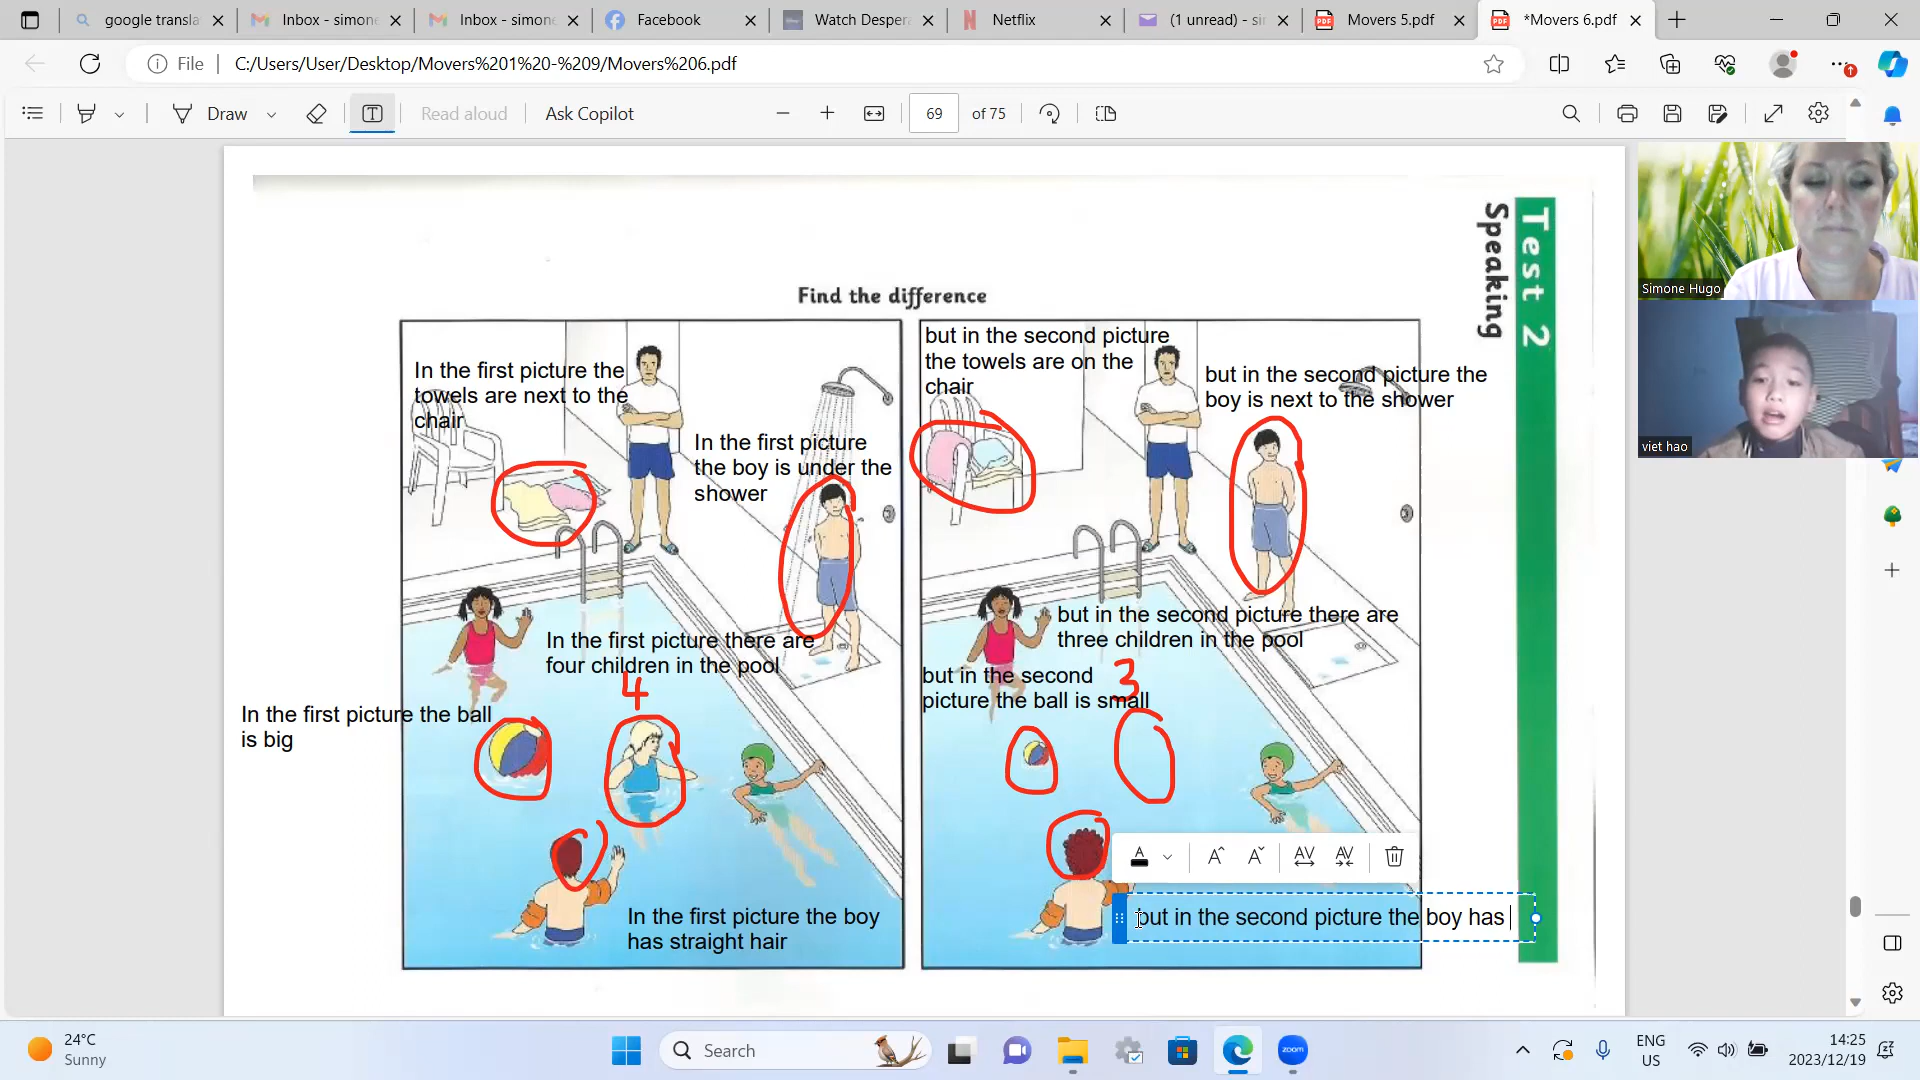 google transla
Inbox - simone
Inbox - simone
Facebook
Watch Despera
Netflix
(1 unread) - si
Movers 5.pdf
*Movers 6.pdf
File
C:/Users/User/Desktop/Movers%201%20-%209/Movers%206.pdf
Draw
Read aloud
Ask Copilot
69
of 75
Test 2
Speaking
Find the difference
In the first picture the
towels are next to the
chair
In the first picture
the boy is under the
shower
In the first picture there are
four children in the pool
4
In the first picture the ball
is big
In the first picture the boy
has straight hair
but in the second picture
the towels are on the
chair
but in the second picture the
boy is next to the shower
but in the second picture there are
three children in the pool
but in the second
picture the ball is small
3
but in the second picture the boy has
Simone Hugo
viet hao
24°C
Sunny
Search
zoom
ENG
US
14:25
2023/12/19